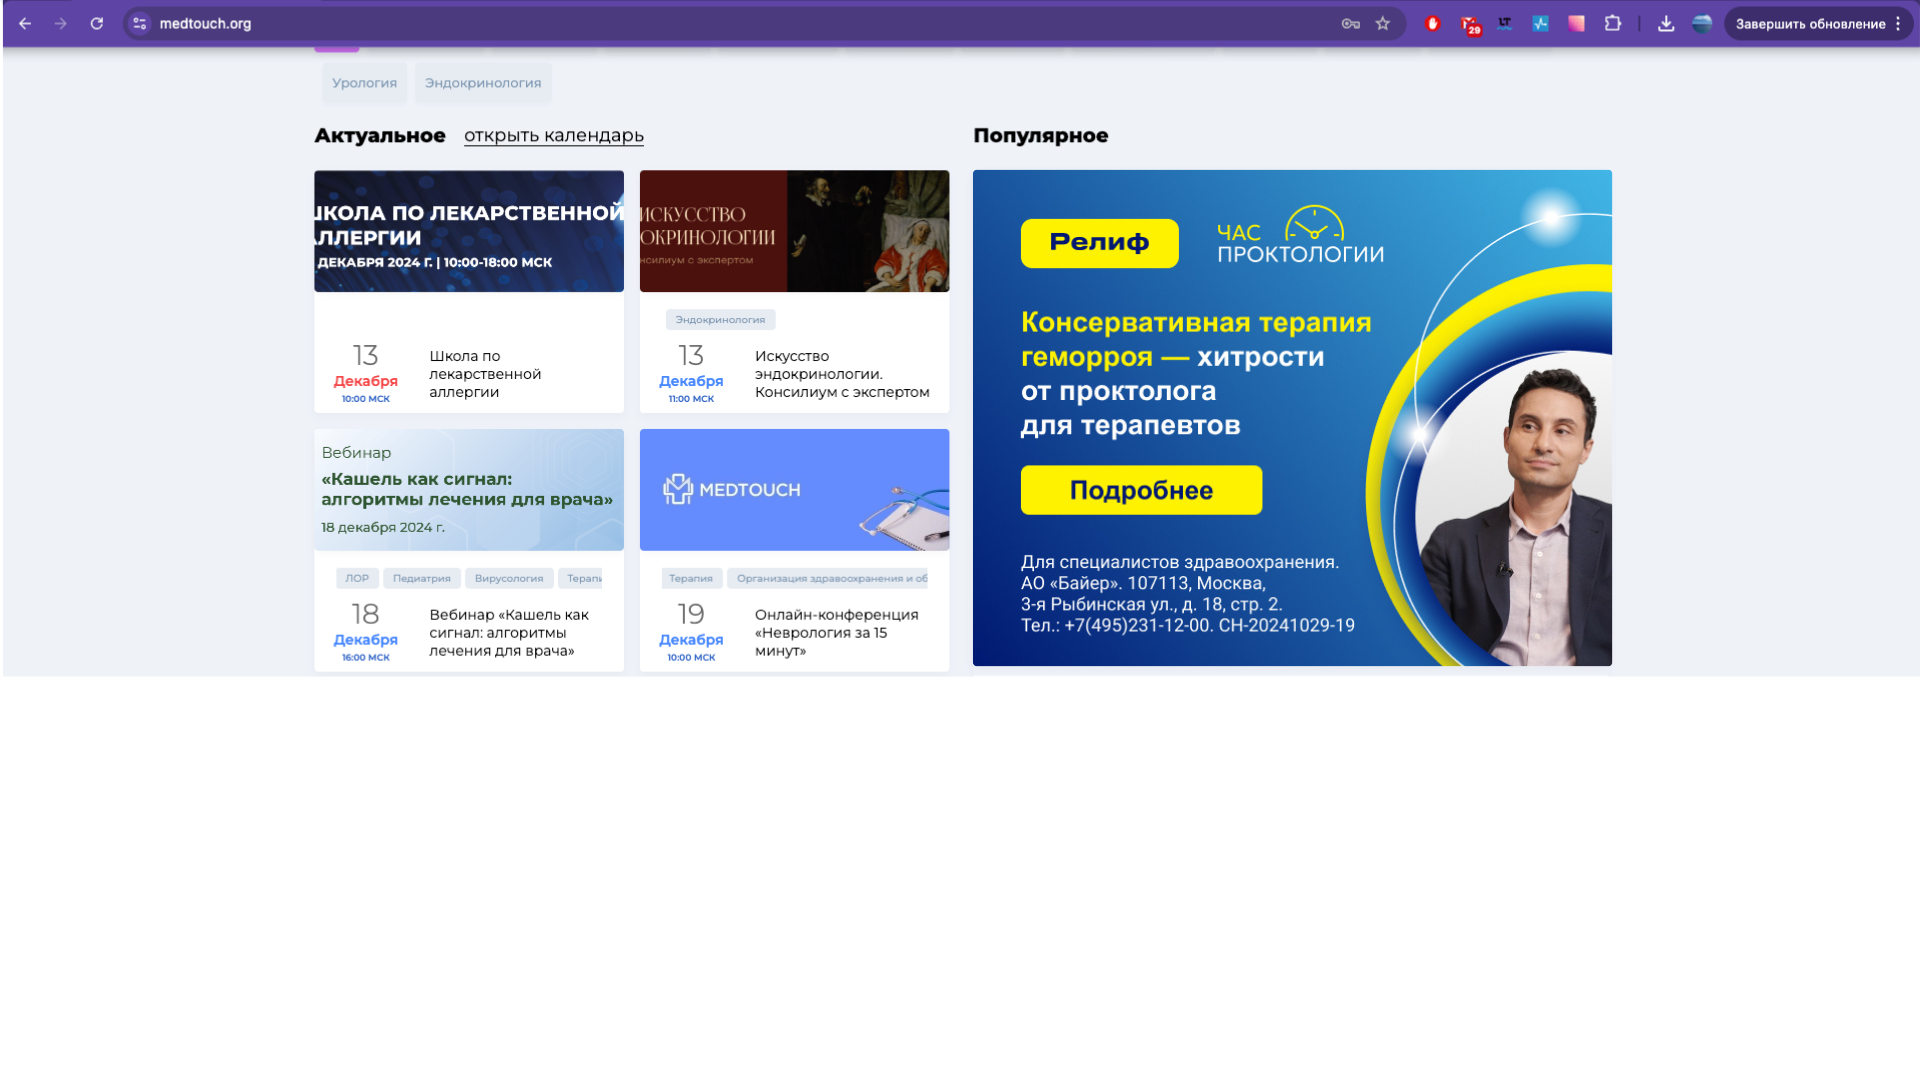 medtouch.org
29
Завершить обновление
Урология
Эндокринология
Актуальное
открыть календарь
ШКОЛА ПО ЛЕКАРСТВЕННОЙ
АЛЛЕРГИИ
ДЕКАБРЯ 2024 Г. | 10:00-18:00 МСК
13
Декабря
10:00 МСК
Школа по
лекарственной
аллергии
ИСКУССТВО
ОКРИНОЛОГИИ
нсилиум с экспертом
Эндокринология
13
Декабря
11:00 МСК
Искусство
эндокринологии.
Консилиум с экспертом
Вебинар
«Кашель как сигнал:
алгоритмы лечения для врача»
18 декабря 2024 г.
ЛОР
Педиатрия
Вирусология
Терапи
18
Декабря
16:00 МСК
Вебинар «Кашель как
сигнал: алгоритмы
лечения для врача»
MEDTOUCH
Терапия
Организация здравоохранения и об
19
Декабря
10:00 МСК
Онлайн-конференция
«Неврология за 15
минут»
Популярное
Релиф
ЧАС
ПРОКТОЛОГИИ
Консервативная терапия
геморроя — хитрости
от проктолога
для терапевтов
Подробнее
Для специалистов здравоохранения.
АО «Байер». 107113, Москва,
3-я Рыбинская ул., д. 18, стр. 2.
Тел.: +7(495)231-12-00. CH-20241029-19